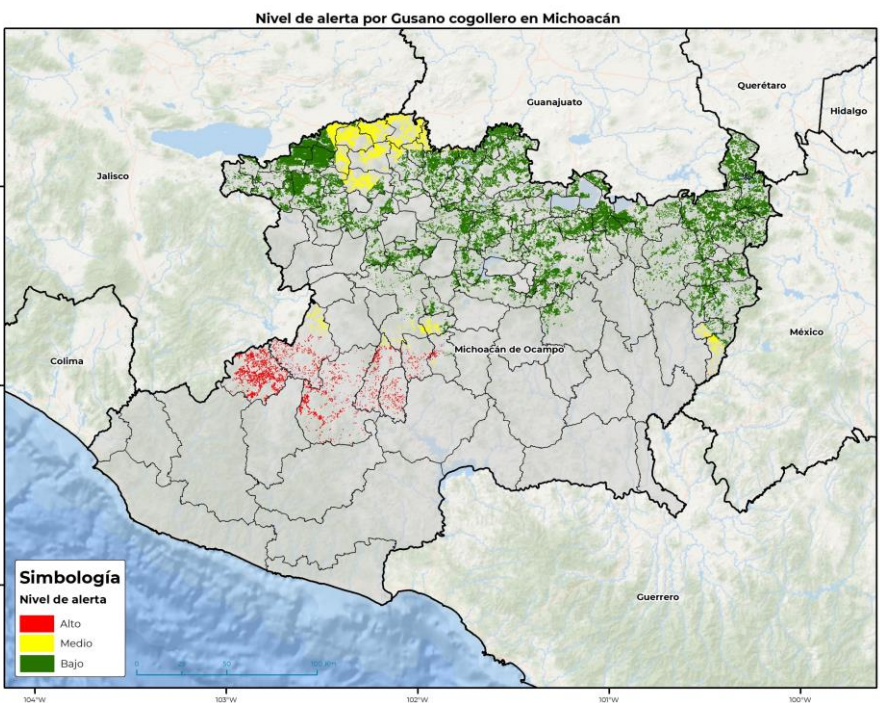 Nivel de alerta por Gusano cogollero en Michoacán
Querétaro
Guanajuato
Hidalgo
Jalisco
México
Michoacán de Ocampo
Colima
Simbología
Nivel de alerta
Guerrero
Alto
Medio
Bajo
104°W
103°W
102°W
101°W
100°W